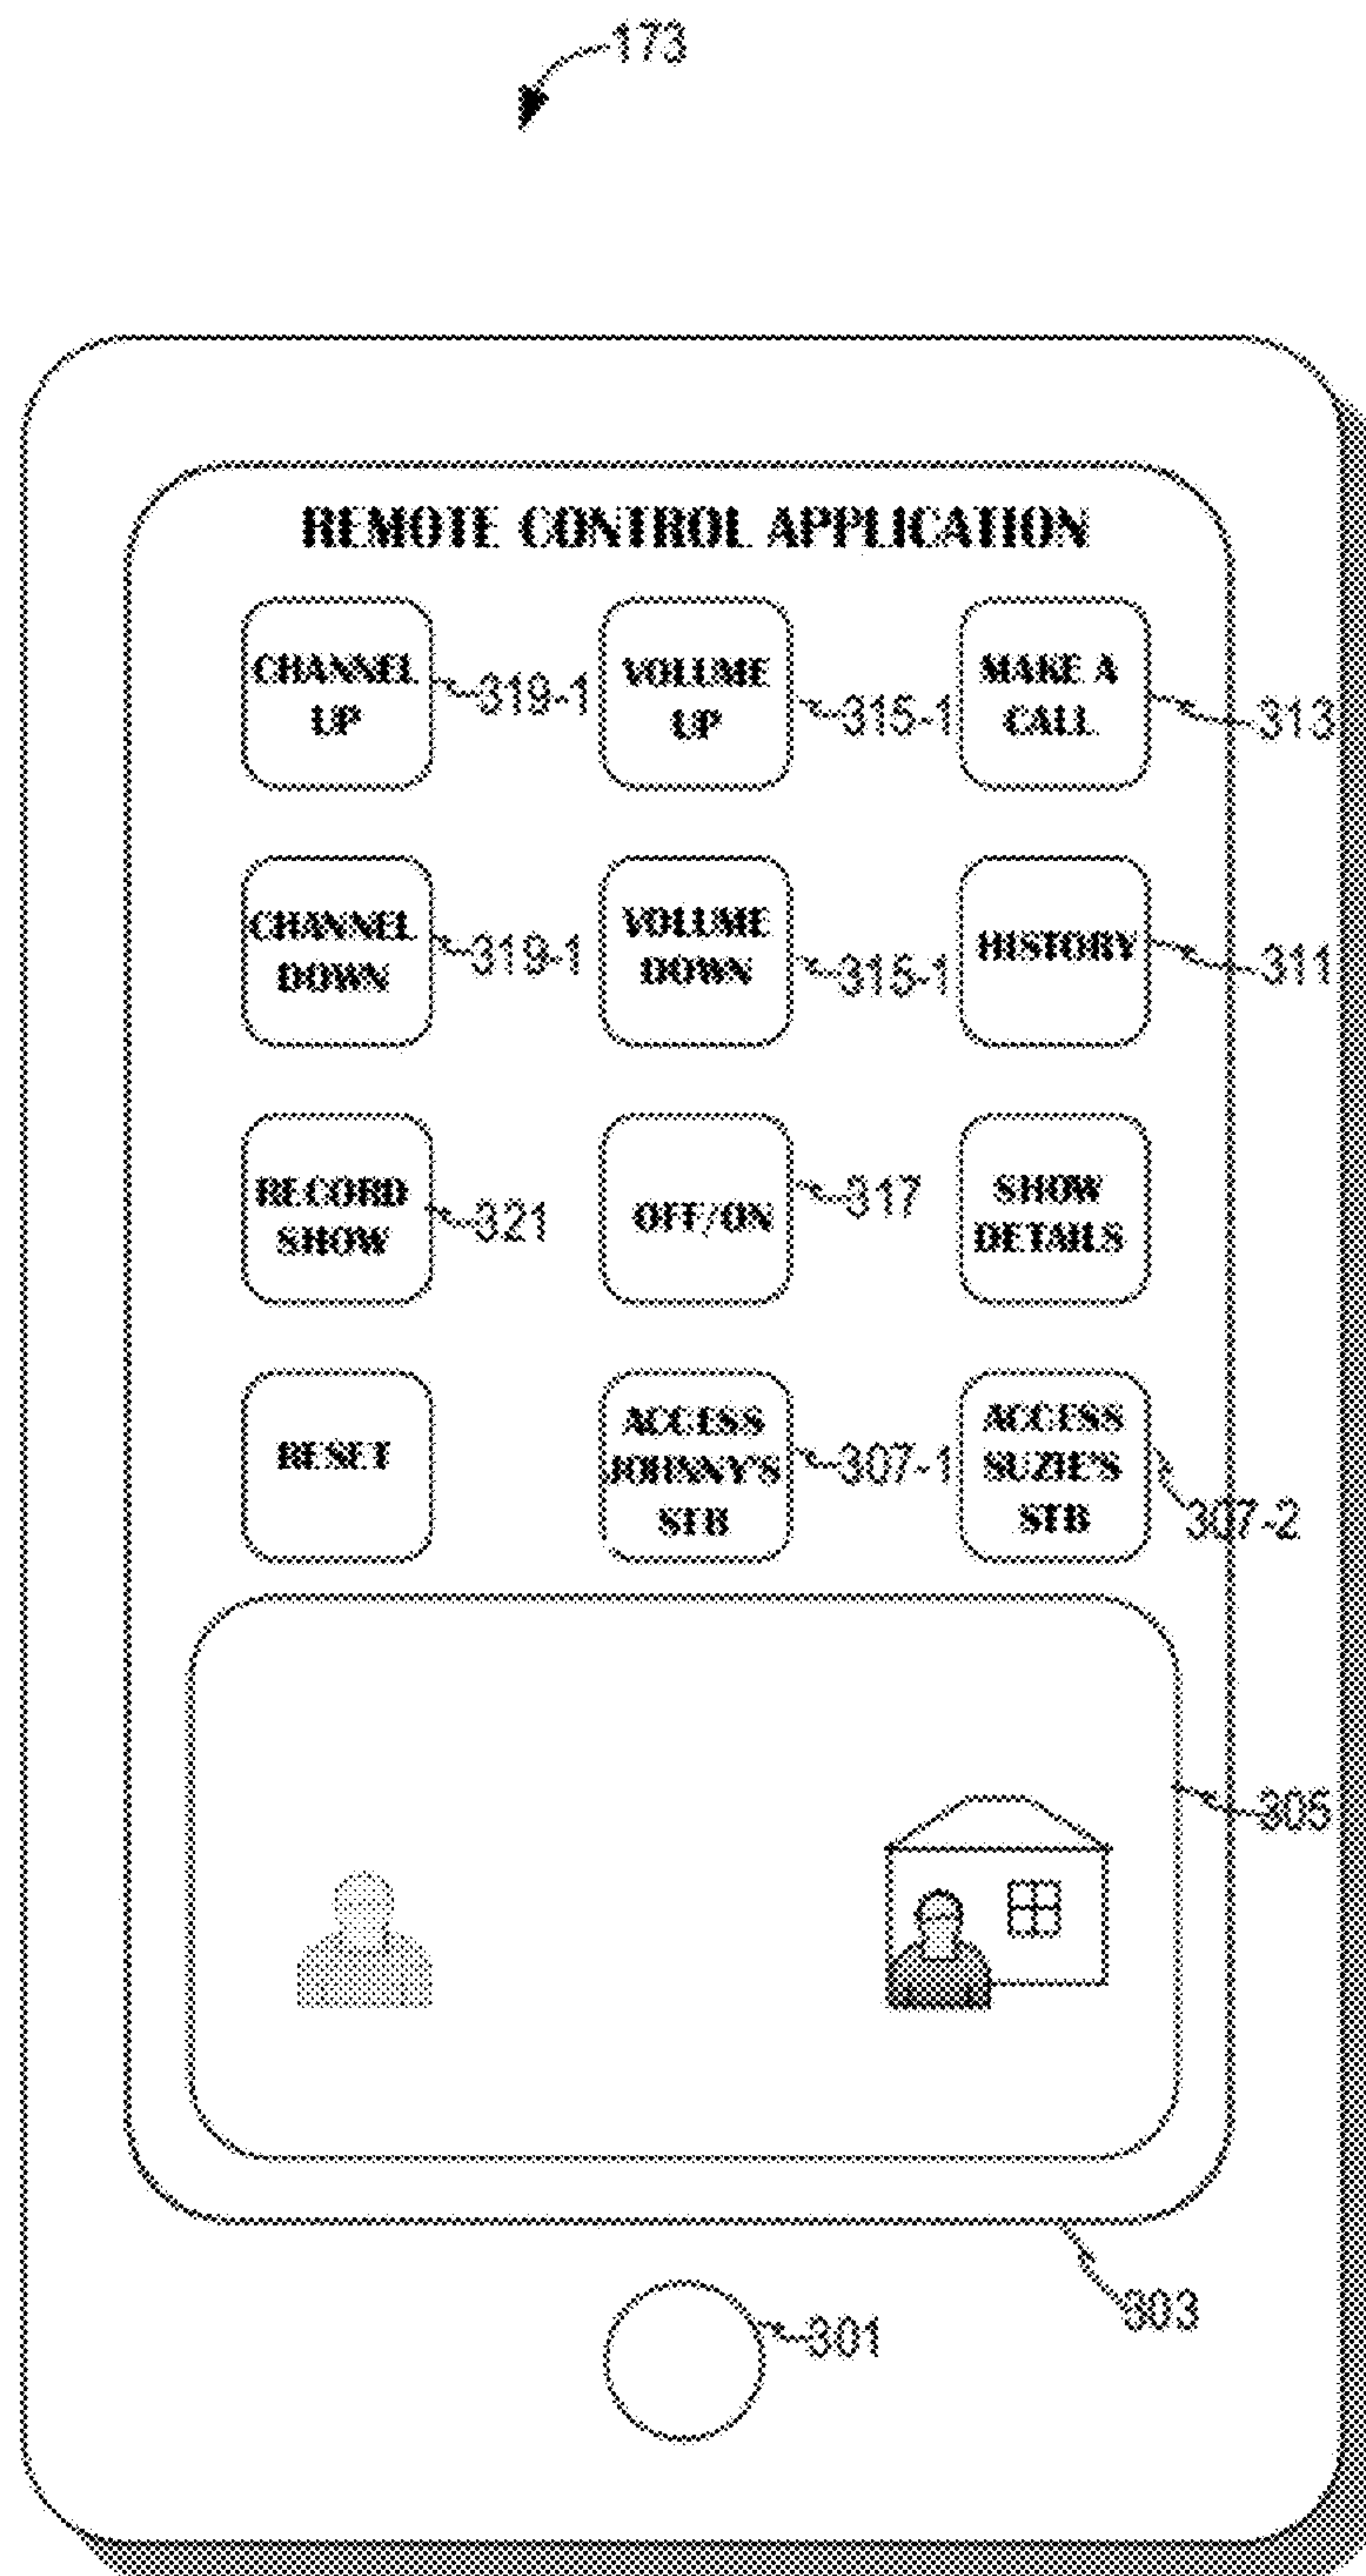 173
REMOTE CONTROL APPLICATION
CHANNEL
UP
319-1
VOLUME
UP
315-1
MAKE A
CALL
313
CHANNEL
DOWN
319-1
VOLUME
DOWN
315-1
HISTORY
311
RECORD
SHOW
321
OFF/ON
317
SHOW
DETAILS
RESET
ACCESS
JOHNNY'S
STB
307-1
ACCESS
SUZIE'S
STB
307-2
305
303
301